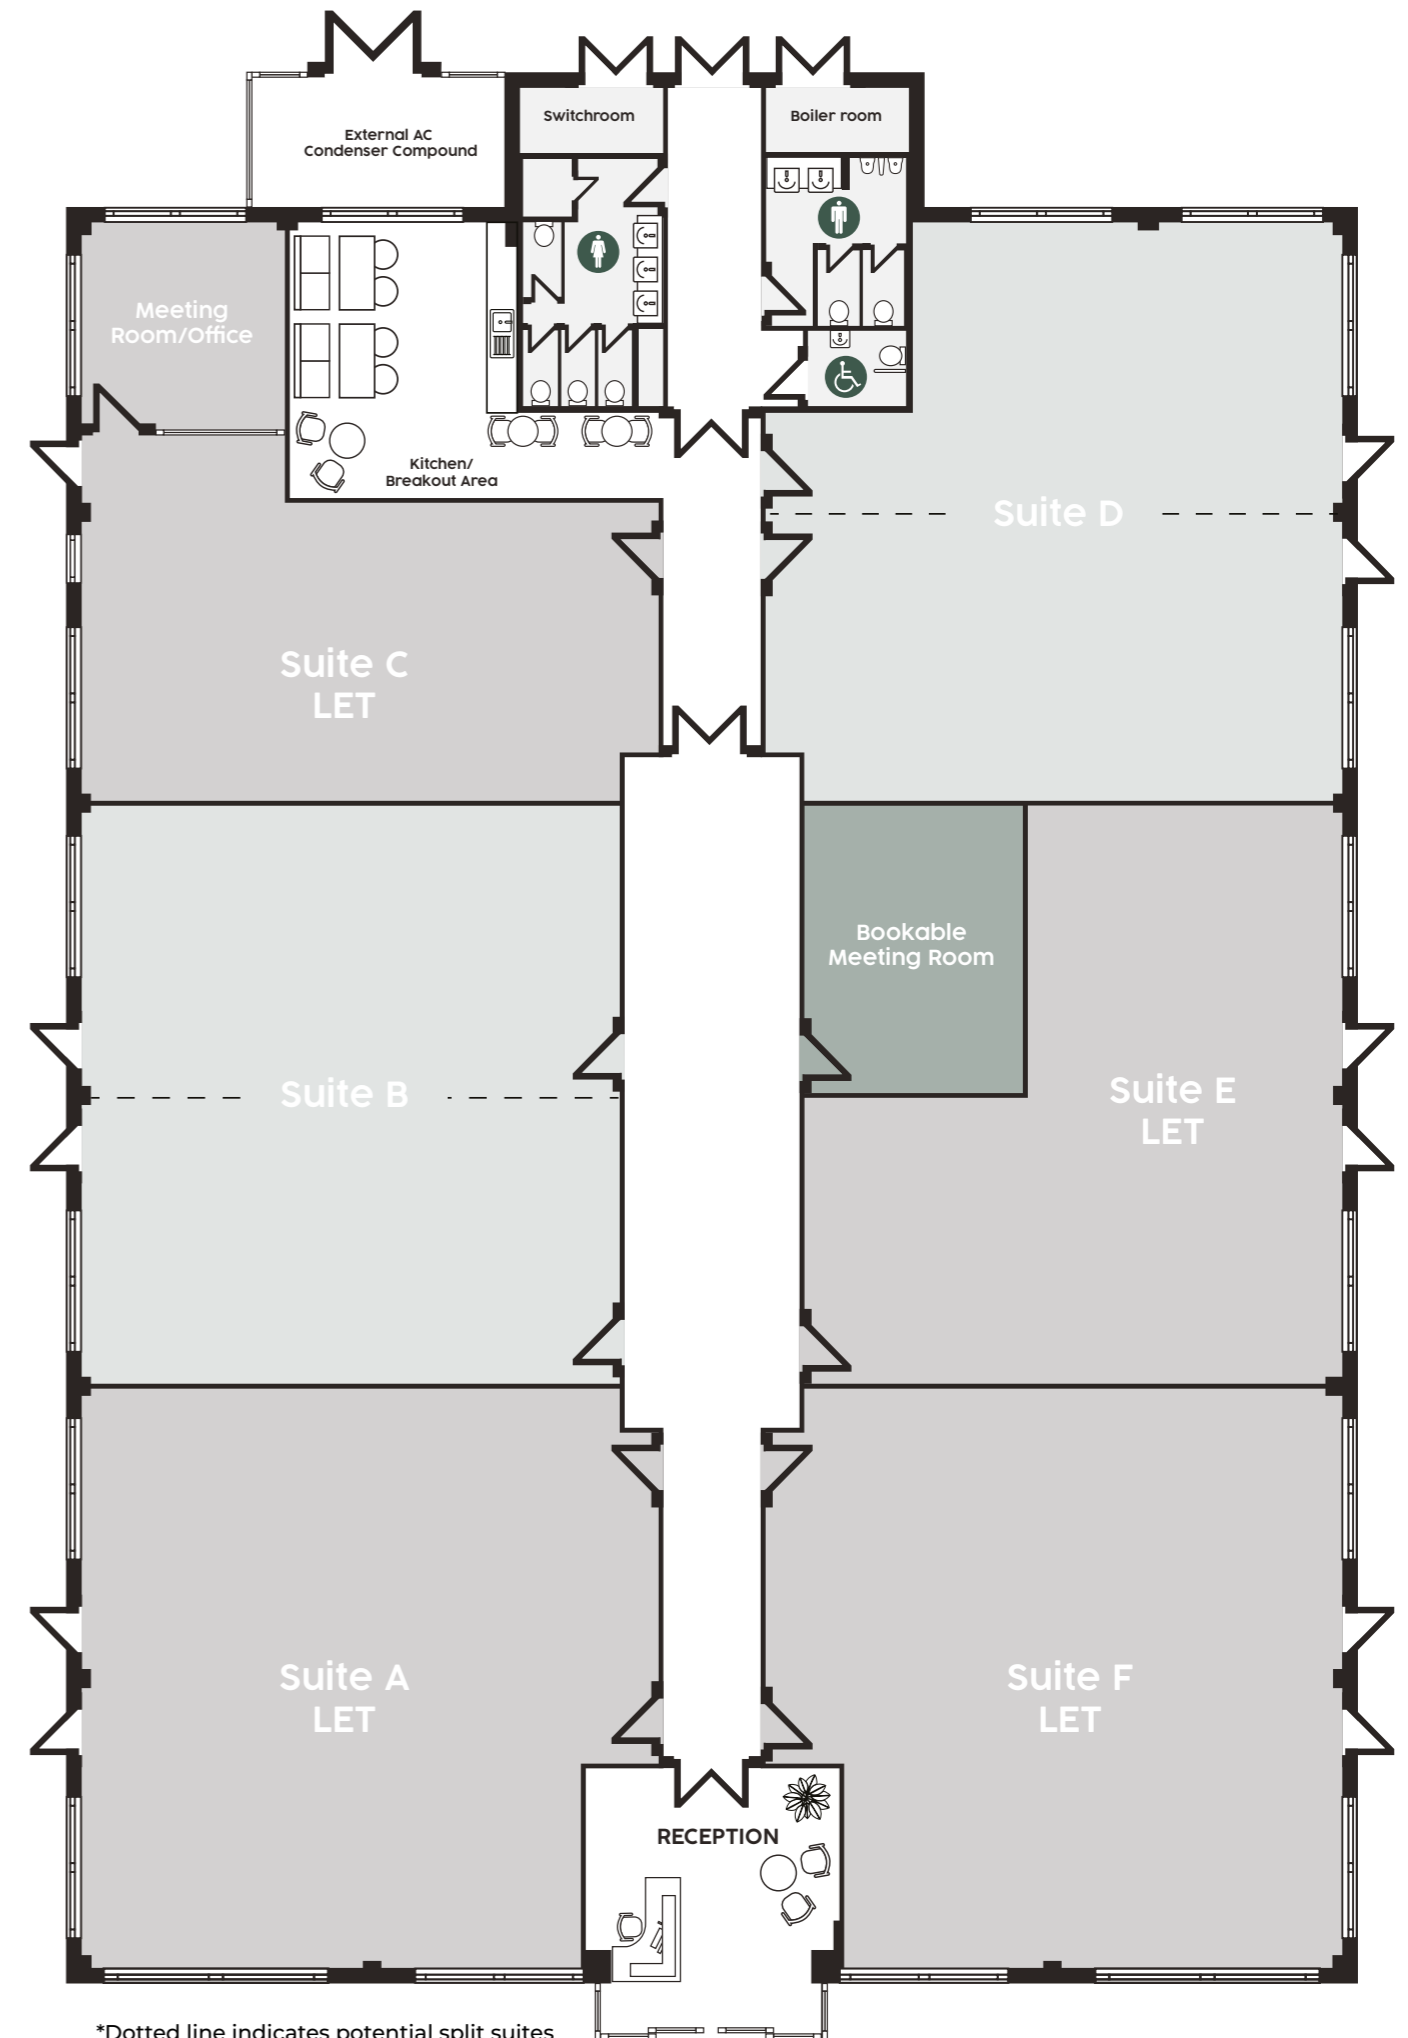 Switchroom
Boiler room
External AC
Condenser Compound
Meeting
Room/Office
Kitchen/
Breakout Area
Suite D
Suite C
LET
Bookable
Meeting Room
Suite B
Suite E
LET
Suite A
LET
Suite F
LET
RECEPTION
*Dotted line indicates potential split suites